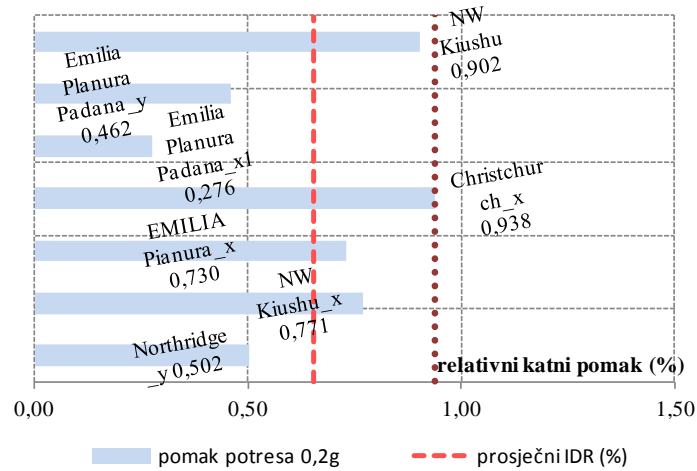 NW
Kiushu
0,902
Emilia
Planura
Padana_y
0,462
Emilia
Planura
Padana_x1
0,276
Christchur
ch_x
0,938
EMILIA
Pianura_x
0,730
NW
Kiushu_x
0,771
Northridge
_y 0,502
relativni katni pomak (%)
0,00 0,50 1,00 1,50
pomak potresa 0,2g prosječni IDR (%)